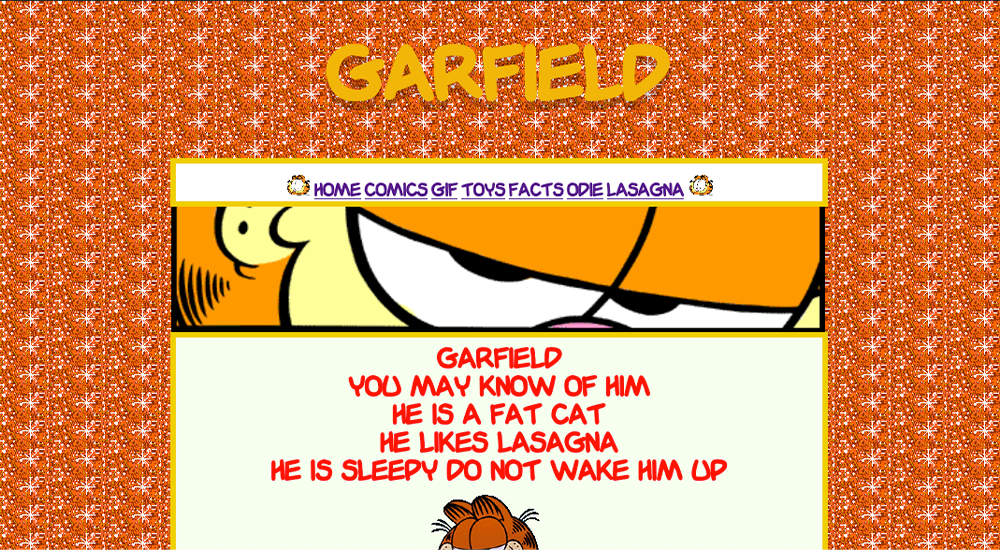 GARFIELD
HOME COMICS GIF TOYS FACTS ODIE LASAGNA
GARFIELD
YOU MAY KNOW OF HIM
HE IS A FAT CAT
HE LIKES LASAGNA
HE IS SLEEPY DO NOT WAKE HIM UP